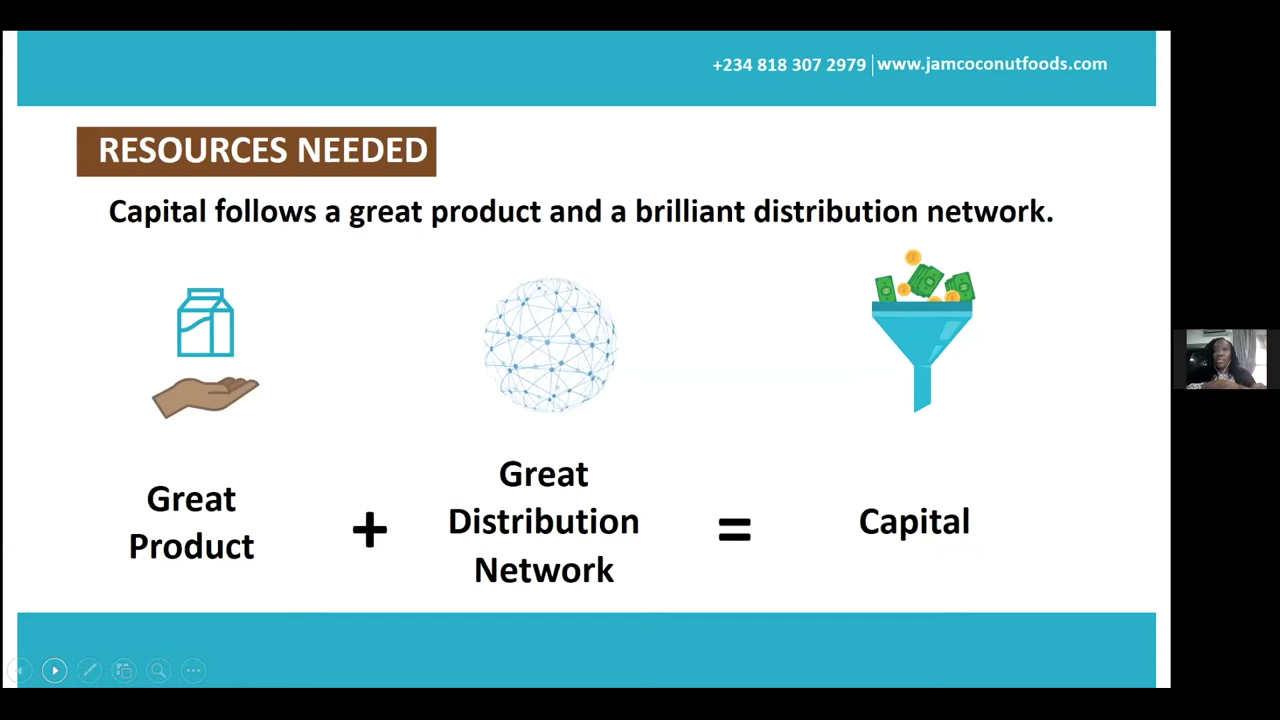 +234 818 307 2979 | www.jamcoconutfoods.com
RESOURCES NEEDED
Capital follows a great product and a brilliant distribution network.
Great
Product
+
Great
Distribution
Network
=
Capital